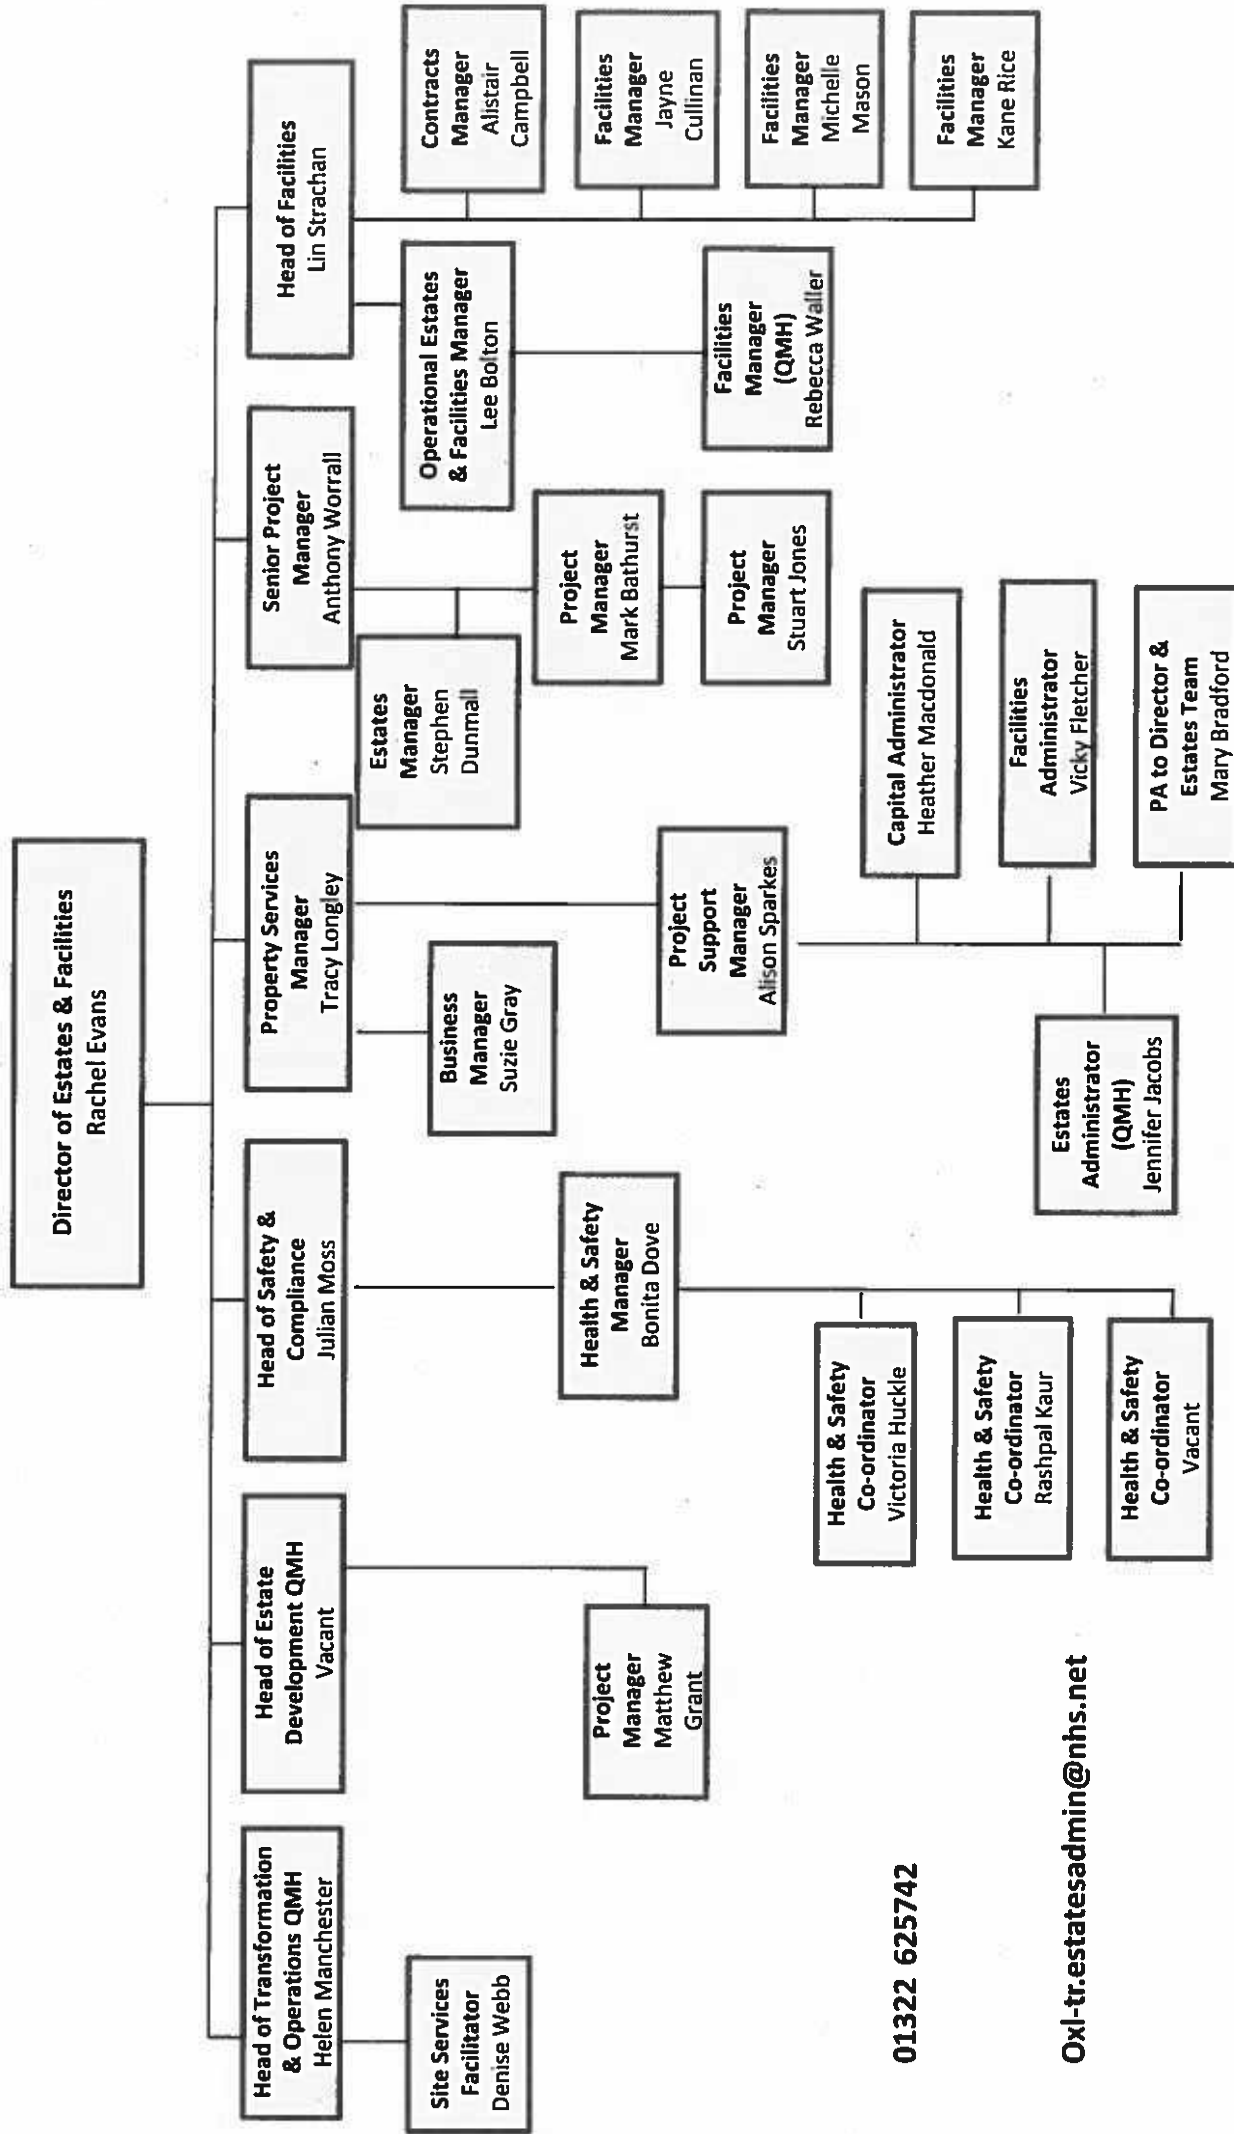 Director of Estates & Facilities
Rachel Evans
Head of Transformation
& Operations QMH
Helen Manchester
Head of Estate
Development QMH
Vacant
Head of Safety &
Compliance
Julian Moss
Property Services
Manager
Tracy Longley
Senior Project
Manager
Anthony Worrall
Head of Facilities
Lin Strachan
Site Services
Facilitator
Denise Webb
Project
Manager
Matthew
Grant
Health & Safety
Manager
Bonita Dove
Health & Safety
Co-ordinator
Victoria Huckle
Health & Safety
Co-ordinator
Rashpal Kaur
Health & Safety
Co-ordinator
Vacant
Business
Manager
Suzie Gray
Project
Support
Manager
Alison Sparkes
Capital Administrator
Heather Macdonald
Facilities
Administrator
Vicky Fletcher
PA to Director &
Estates Team
Mary Bradford
Estates
Administrator
(QMH)
Jennifer Jacobs
Estates
Manager
Stephen
Dunmall
Project
Manager
Mark Bathurst
Project
Manager
Stuart Jones
Operational Estates
& Facilities Manager
Lee Bolton
Facilities
Manager
(QMH)
Rebecca Waller
Contracts
Manager
Alistair
Campbell
Facilities
Manager
Jayne
Cullinan
Facilities
Manager
Michelle
Mason
Facilities
Manager
Kane Rice
01322 625742
Oxl-tr.estatesadmin@nhs.net